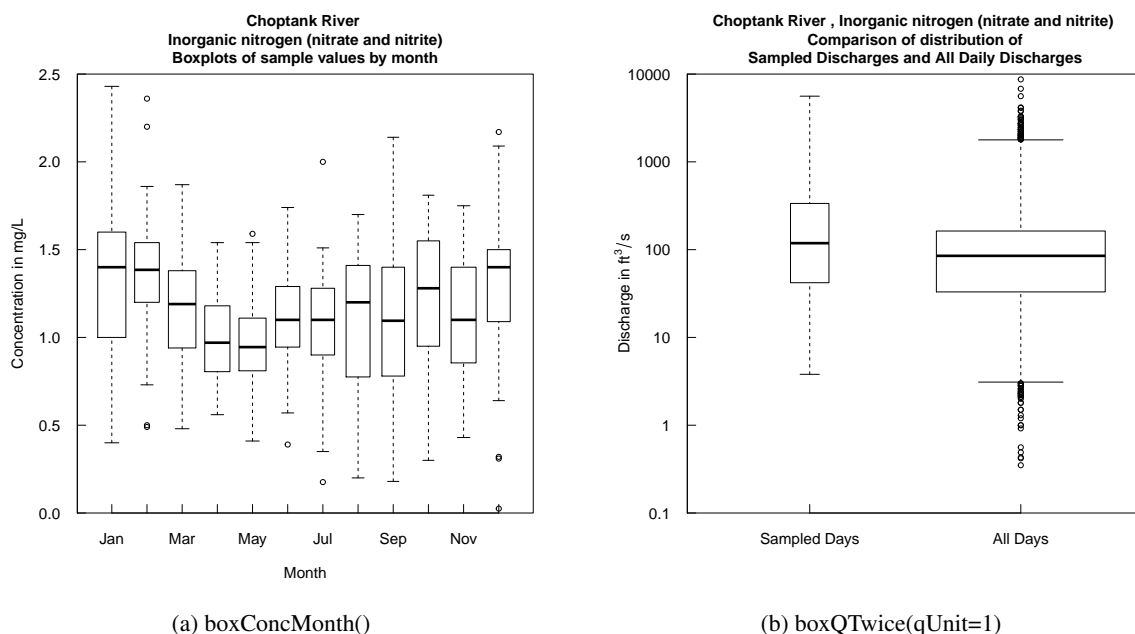 Choptank River
Inorganic nitrogen (nitrate and nitrite)
Boxplots of sample values by month
2.5
2.0
1.5
1.0
0.5
0.0
Concentration in mg/L
Jan
Mar
May
Jul
Sep
Nov
Month
(a) boxConcMonth()
Choptank River , Inorganic nitrogen (nitrate and nitrite)
Comparison of distribution of
Sampled Discharges and All Daily Discharges
10000
1000
100
10
1
0.1
Discharge in ft³/s
Sampled Days
All Days
(b) boxQTwice(qUnit=1)